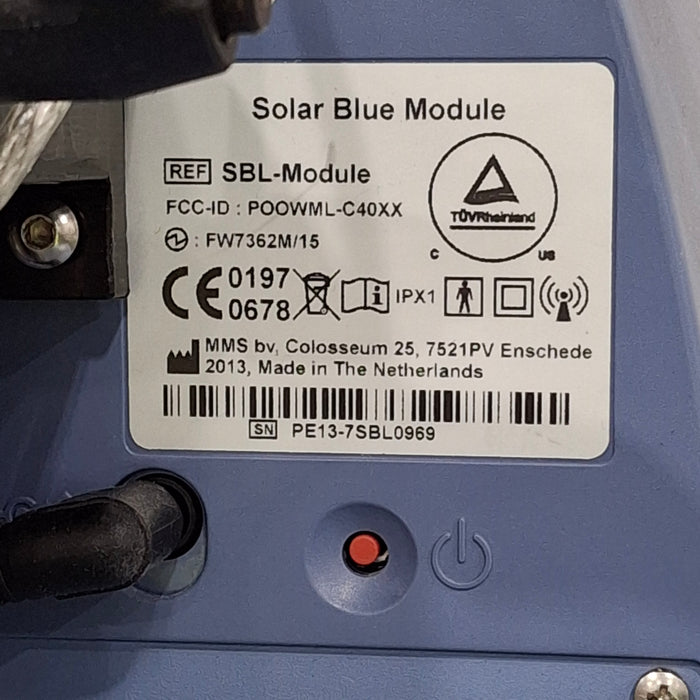 Solar Blue Module
REF SBL-Module
FCC-ID : POOWML-C40XX
: FW7362M/15
TÜVRheinland
C US
CE 0197
0678
i IPX1
MMS bv, Colosseum 25, 7521PV Enschede
2013, Made in The Netherlands
SN PE13-7SBL0969